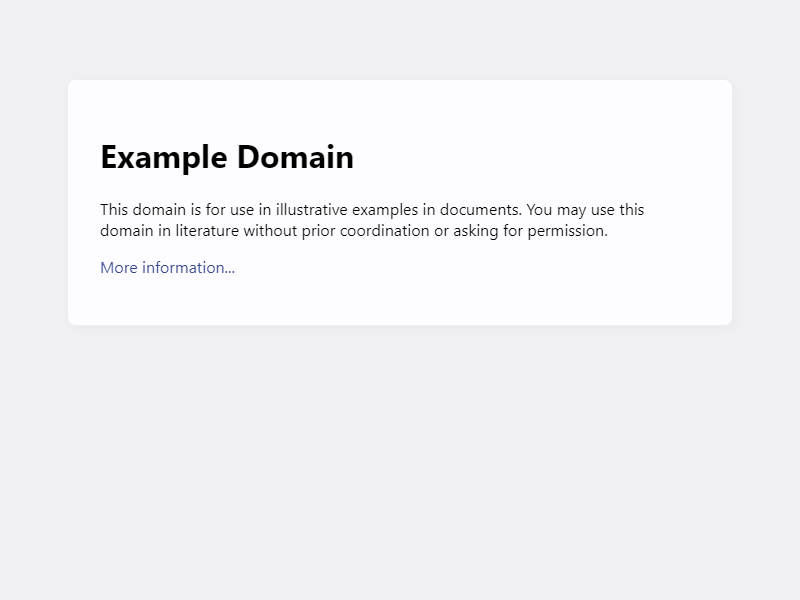 Example Domain
This domain is for use in illustrative examples in documents. You may use this
domain in literature without prior coordination or asking for permission.
More information...